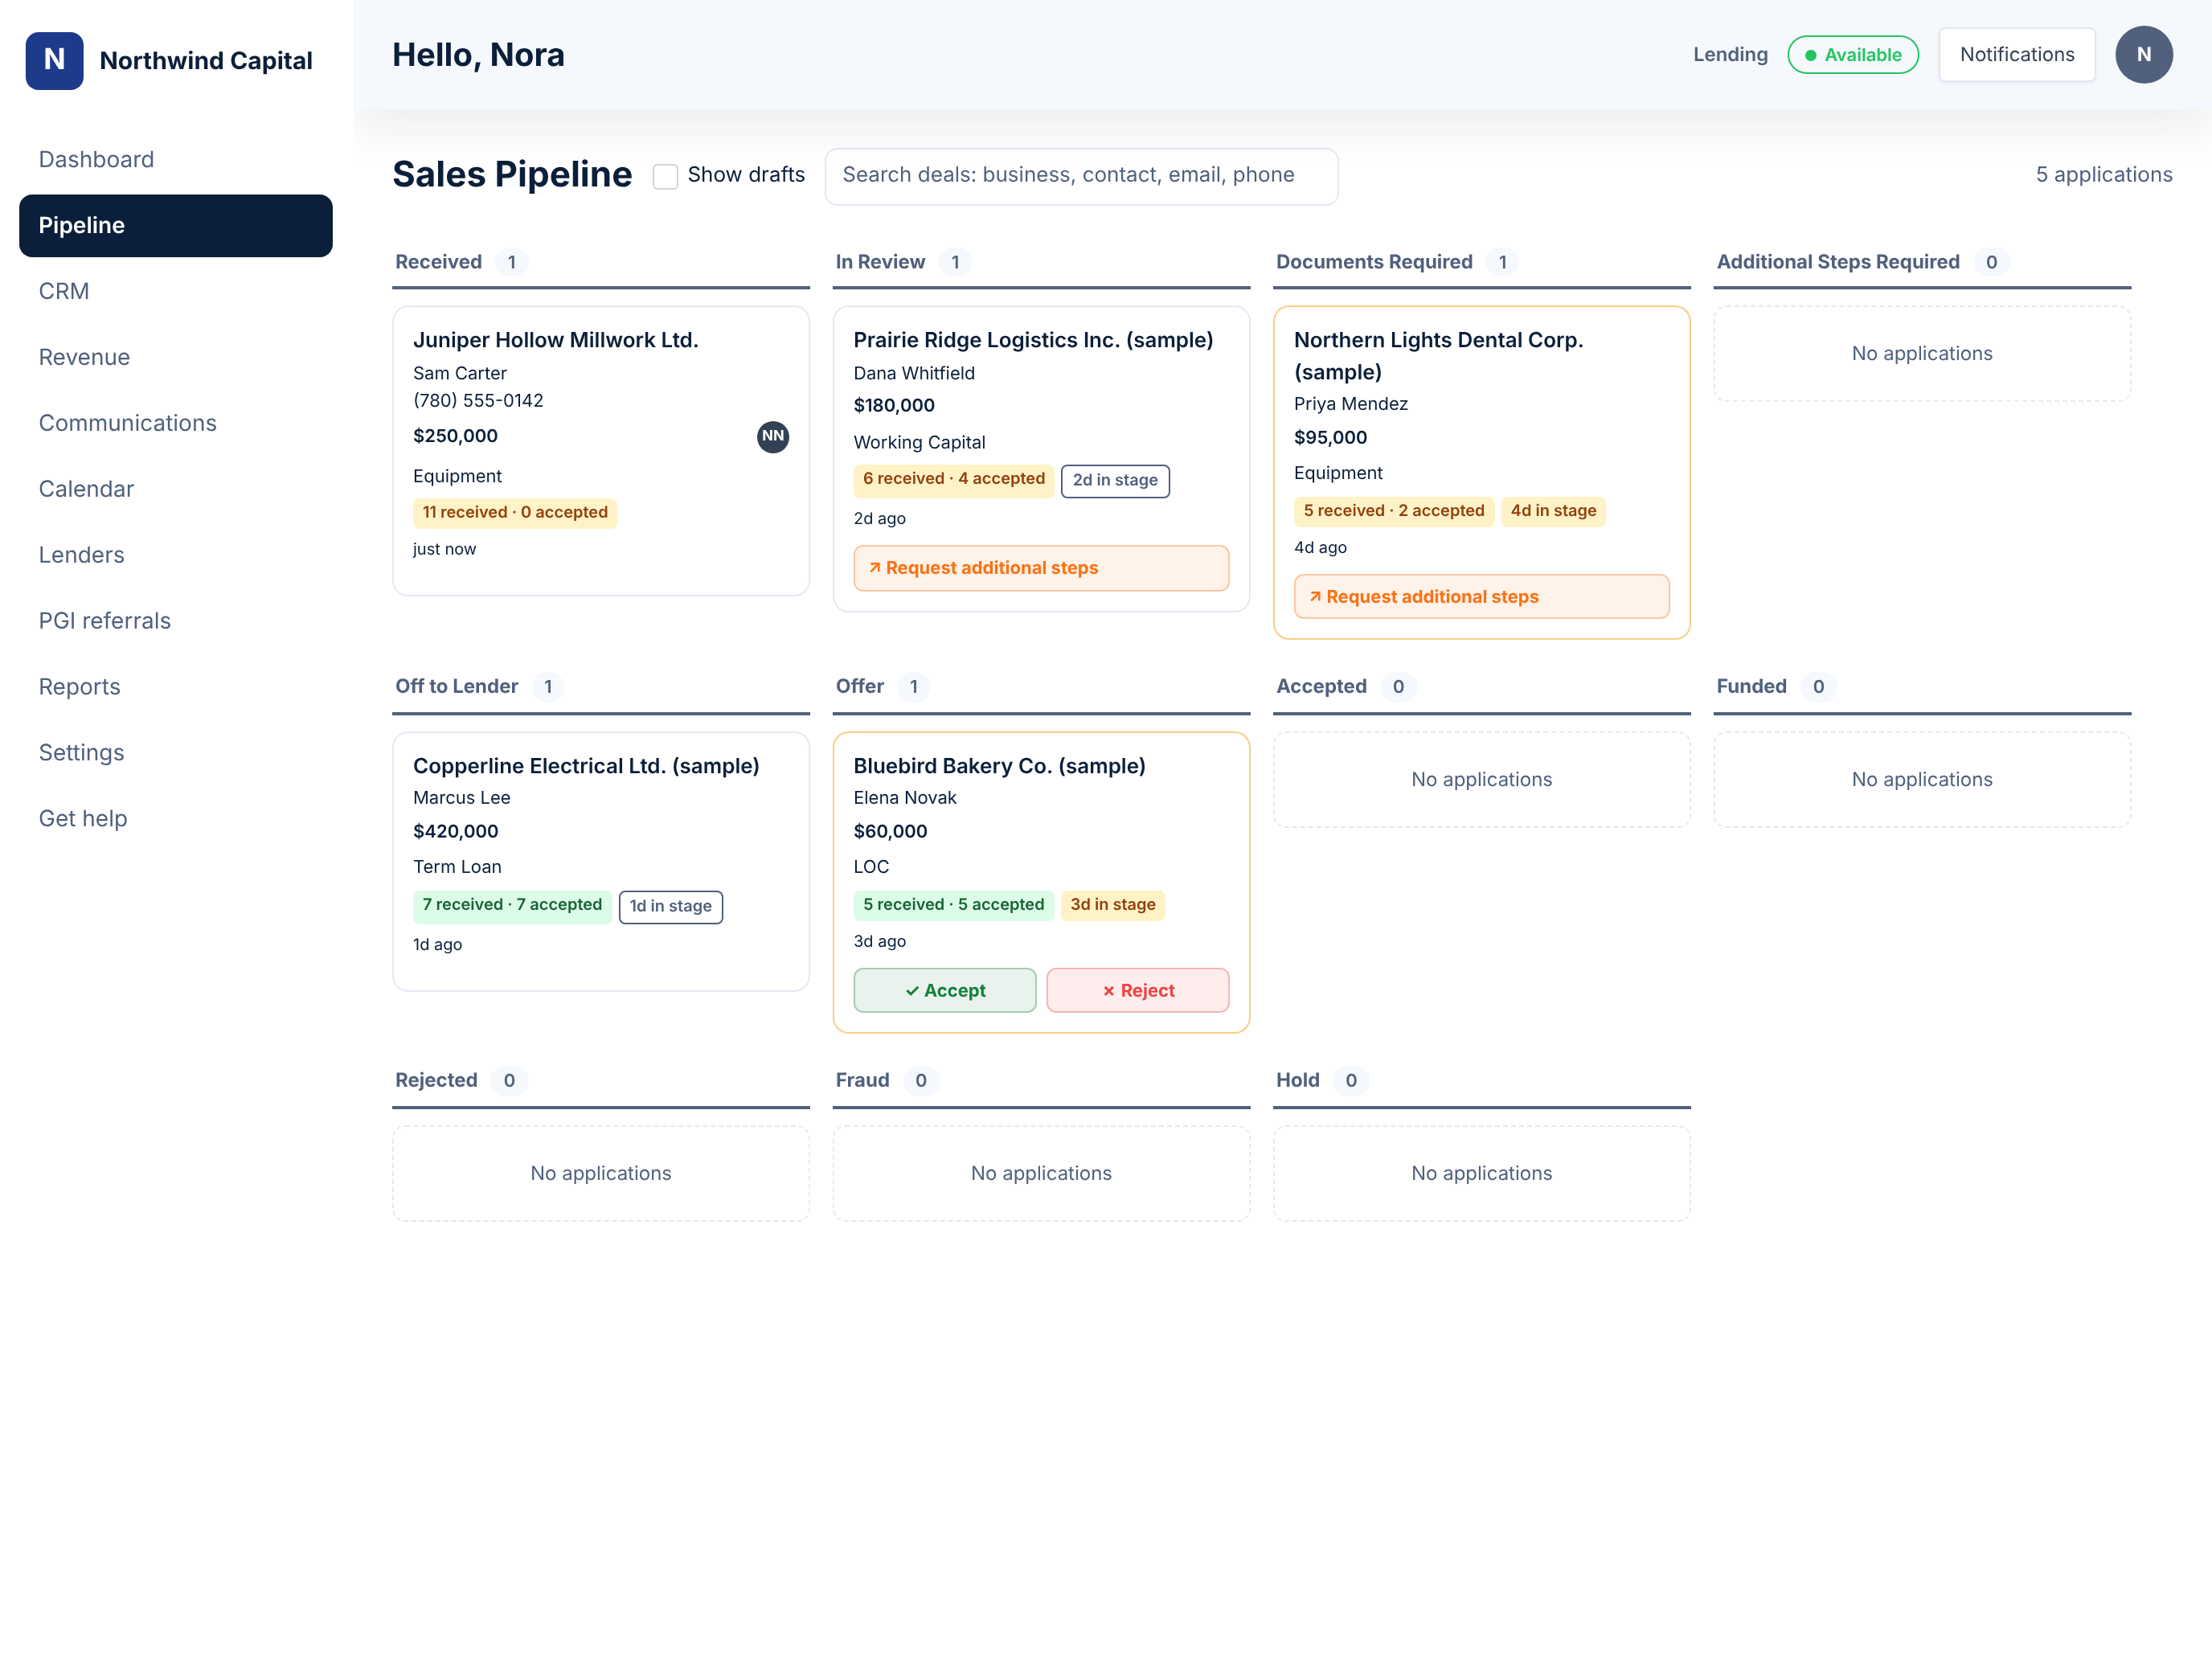 N
Northwind Capital
Dashboard
Pipeline
CRM
Revenue
Communications
Calendar
Lenders
PGI referrals
Reports
Settings
Get help
Hello, Nora
Lending
Available
Notifications
N
Sales Pipeline
Show drafts
Search deals: business, contact, email, phone
5 applications
Received 1
Juniper Hollow Millwork Ltd.
Sam Carter
(780) 555-0142
$250,000
NN
Equipment
11 received · 0 accepted
just now
In Review 1
Prairie Ridge Logistics Inc. (sample)
Dana Whitfield
$180,000
Working Capital
6 received · 4 accepted
2d in stage
2d ago
↗ Request additional steps
Documents Required 1
Northern Lights Dental Corp.
(sample)
Priya Mendez
$95,000
Equipment
5 received · 2 accepted
4d in stage
4d ago
↗ Request additional steps
Additional Steps Required 0
No applications
Off to Lender 1
Copperline Electrical Ltd. (sample)
Marcus Lee
$420,000
Term Loan
7 received · 7 accepted
1d in stage
1d ago
Offer 1
Bluebird Bakery Co. (sample)
Elena Novak
$60,000
LOC
5 received · 5 accepted
3d in stage
3d ago
✓ Accept
× Reject
Accepted 0
No applications
Funded 0
No applications
Rejected 0
No applications
Fraud 0
No applications
Hold 0
No applications